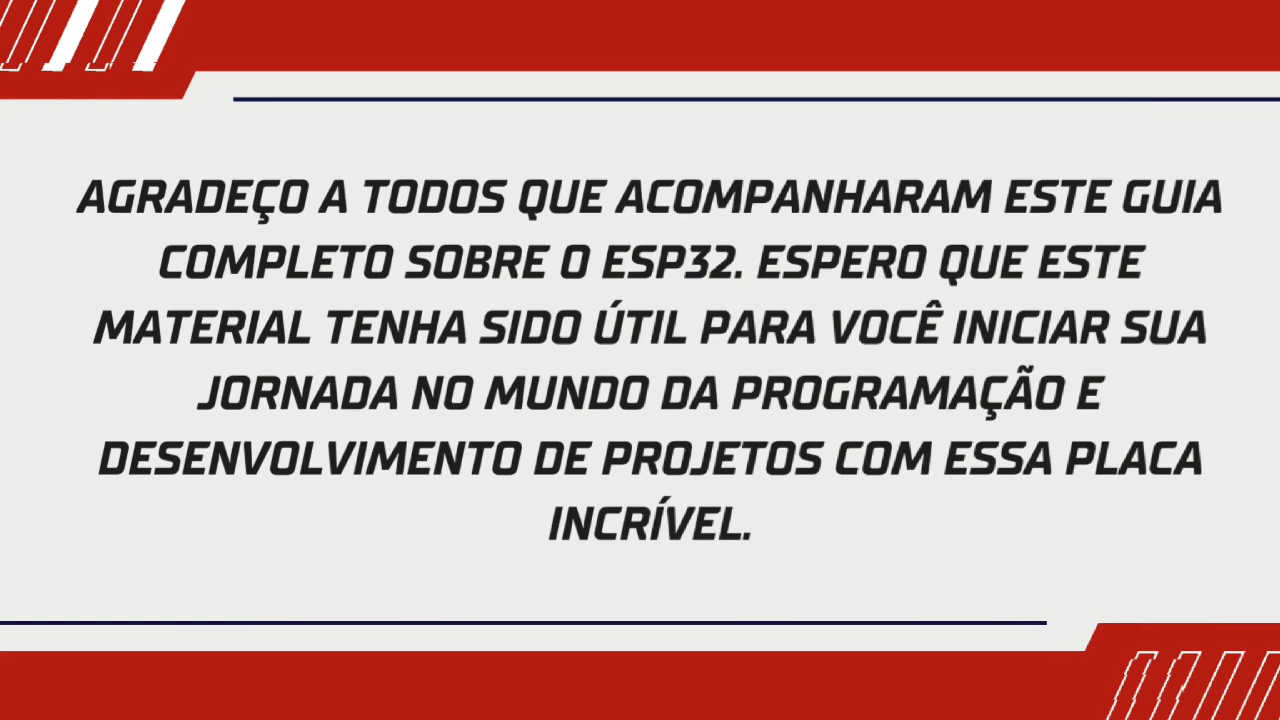 AGRADEÇO A TODOS QUE ACOMPANHARAM ESTE GUIA
COMPLETO SOBRE O ESP32. ESPERO QUE ESTE
MATERIAL TENHA SIDO ÚTIL PARA VOCÊ INICIAR SUA
JORNADA NO MUNDO DA PROGRAMAÇÃO E
DESENVOLVIMENTO DE PROJETOS COM ESSA PLACA
INCRÍVEL.